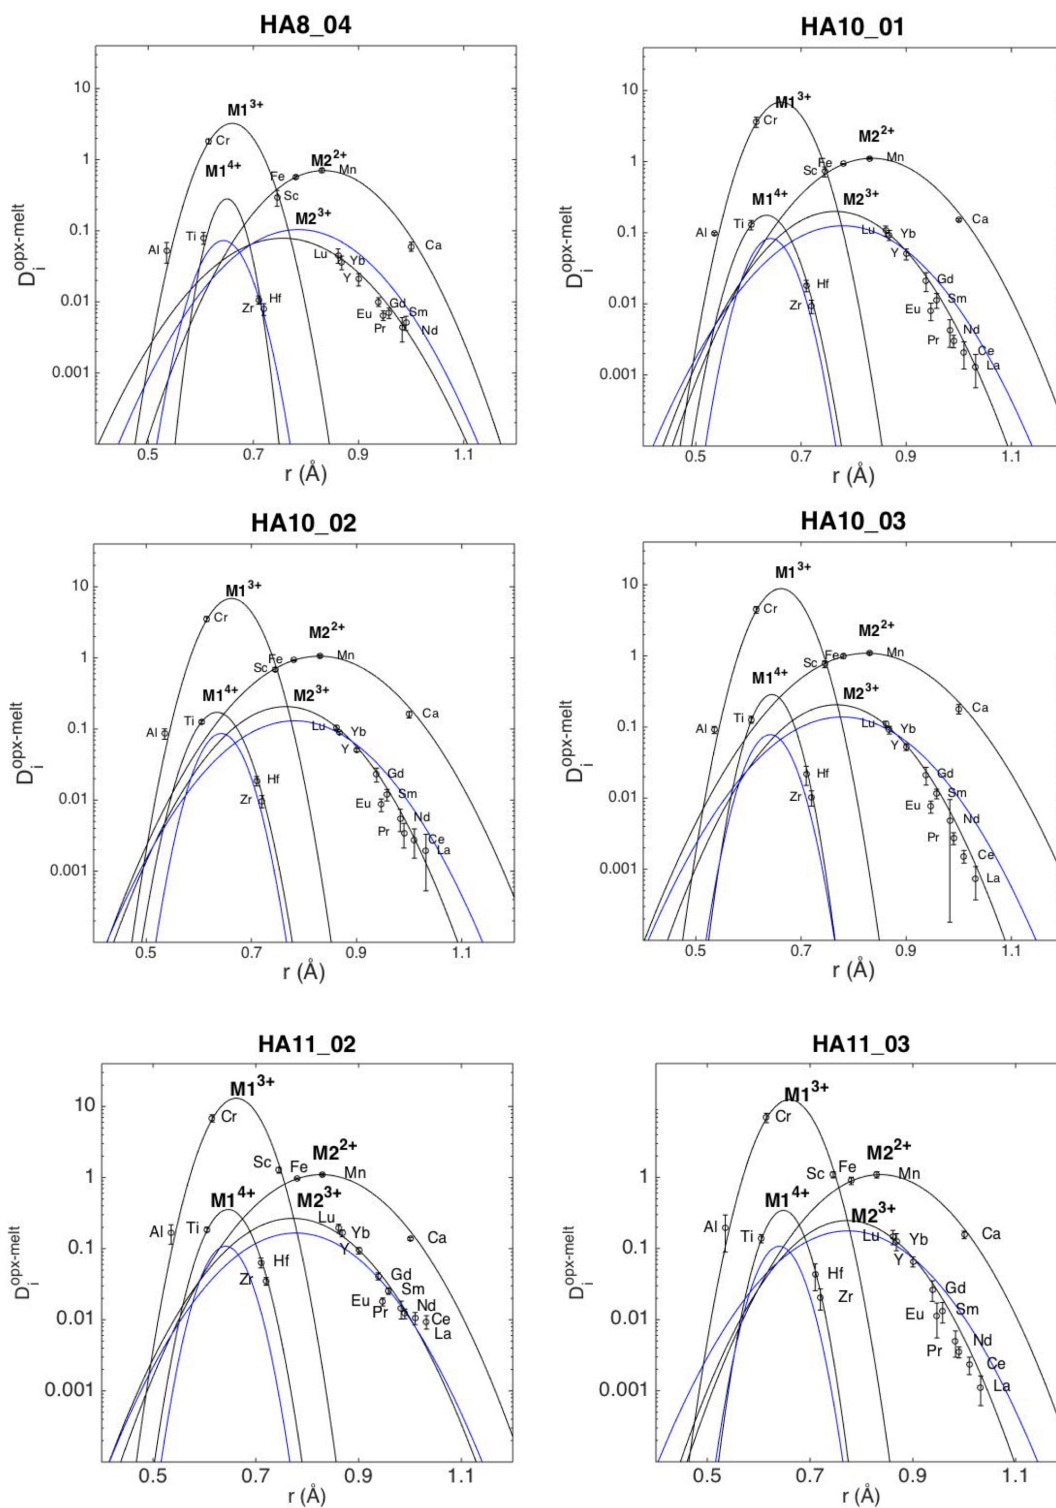 HA8_04
D_i^opx-melt
10
1
0.1
0.01
0.001
M1³⁺
Cr
M1⁴⁺
M2²⁺
Fe
Mn
Sc
M2³⁺
Al
Ti
Lu
Yb
Y
Ca
Hf
Zr
Gd
Eu
Sm
Pr
Nd
0.5
0.7
0.9
1.1
r (Å)
HA10_01
D_i^opx-melt
10
1
0.1
0.01
0.001
M1³⁺
Cr
M2²⁺
Fe
Mn
Sc
M1⁴⁺
M2³⁺
Al
Ti
Lu
Yb
Ca
Y
Hf
Zr
Gd
Sm
Eu
Nd
Pr
Ce
La
0.5
0.7
0.9
1.1
r (Å)
HA10_02
D_i^opx-melt
10
1
0.1
0.01
0.001
M1³⁺
Cr
M2²⁺
Fe
Mn
Sc
M1⁴⁺
M2³⁺
Al
Ti
Lu
Yb
Ca
Y
Hf
Zr
Gd
Sm
Eu
Nd
Pr
Ce
La
0.5
0.7
0.9
1.1
r (Å)
HA10_03
D_i^opx-melt
10
1
0.1
0.01
0.001
M1³⁺
Cr
M2²⁺
Fe
Mn
Sc
M1⁴⁺
M2³⁺
Al
Ti
Lu
Yb
Ca
Y
Hf
Zr
Gd
Sm
Eu
Nd
Pr
Ce
La
0.5
0.7
0.9
1.1
r (Å)
HA11_02
D_i^opx-melt
10
1
0.1
0.01
0.001
M1³⁺
Cr
M2²⁺
Sc
Fe
Mn
M1⁴⁺
M2³⁺
Al
Ti
Lu
Yb
Ca
Y
Hf
Zr
Gd
Sm
Eu
Pr
Nd
Ce
La
0.5
0.7
0.9
1.1
r (Å)
HA11_03
D_i^opx-melt
10
1
0.1
0.01
0.001
M1³⁺
Cr
M2²⁺
Sc
Fe
Mn
M1⁴⁺
M2³⁺
Al
Ti
Lu
Yb
Ca
Y
Hf
Zr
Gd
Sm
Eu
Nd
Pr
Ce
La
0.5
0.7
0.9
1.1
r (Å)